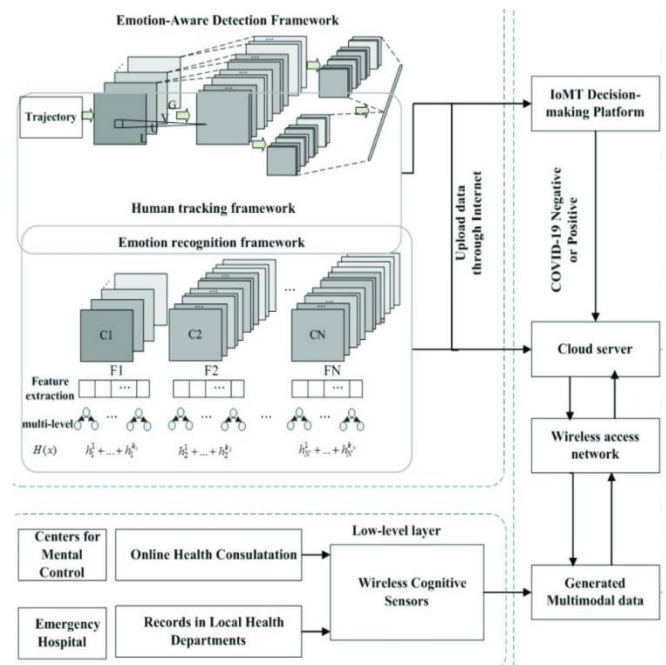 Emotion-Aware Detection Framework
Trajectory
G
V
U
L
Human tracking framework
Emotion recognition framework
C1
C2
...
CN
F1
F2
FN
Feature
extraction
...
...
...
multi-level
...
...
...
...
H(x)
Upload data
through Internet
IoMT Decision-
making Platform
COVID-19 Negative
or Positive
Cloud server
Wireless access
network
Generated
Multimodal data
Low-level layer
Centers for
Mental
Control
Online Health Consulatation
Wireless Cognitive
Sensors
Emergency
Hospital
Records in Local Health
Departments